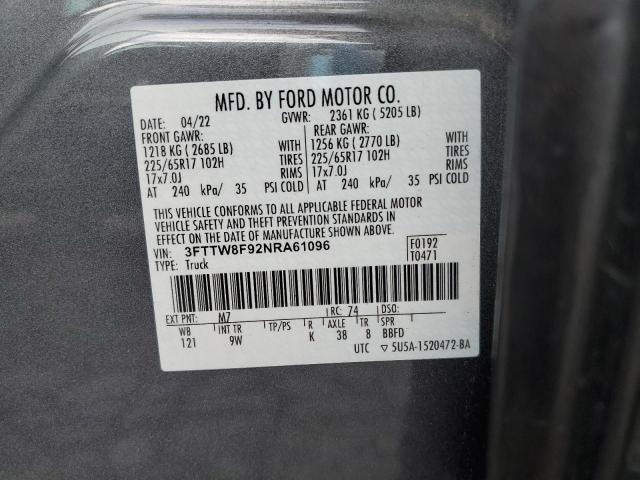 MFD. BY FORD MOTOR CO.
DATE: 04/22 GVWR: 2361 KG ( 5205 LB)
FRONT GAWR: REAR GAWR:
1218 KG ( 2685 LB) WITH 1256 KG ( 2770 LB) WITH
225/65R17 102H TIRES 225/65R17 102H TIRES
17x7.0J RIMS 17x7.0J RIMS
AT 240 kPa/ 35 PSI COLD AT 240 kPa/ 35 PSI COLD
THIS VEHICLE CONFORMS TO ALL APPLICABLE FEDERAL MOTOR
VEHICLE SAFETY AND THEFT PREVENTION STANDARDS IN
EFFECT ON THE DATE OF MANUFACTURE SHOWN ABOVE.
VIN: 3FTTW8F92NRA61096 F0192
TYPE: Truck T0471
EXT PNT: M7 RC: 74 DSO:
WB INT TR TP/PS R AXLE TR SPR
121 9W K 38 8 BBFD
UTC ▽5U5A-1520472-BA